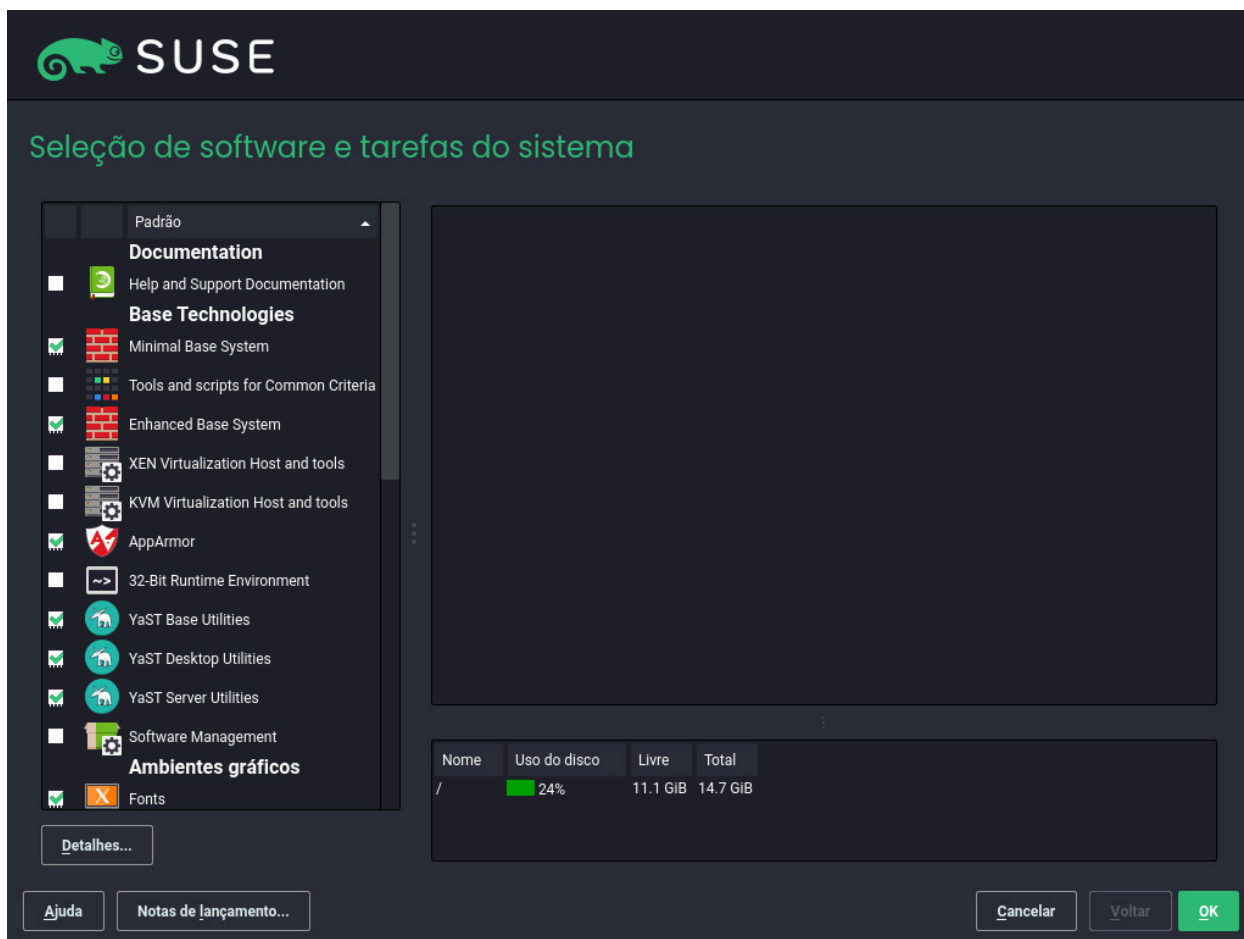 SUSE
Seleção de software e tarefas do sistema
Padrão
Documentation
Help and Support Documentation
Base Technologies
Minimal Base System
Tools and scripts for Common Criteria
Enhanced Base System
XEN Virtualization Host and tools
KVM Virtualization Host and tools
AppArmor
~> 32-Bit Runtime Environment
YaST Base Utilities
YaST Desktop Utilities
YaST Server Utilities
Software Management
Ambientes gráficos
X Fonts
Detalhes...
Nome Uso do disco Livre Total
/ 24% 11.1 GiB 14.7 GiB
Ajuda Notas de lançamento... Cancelar Voltar OK